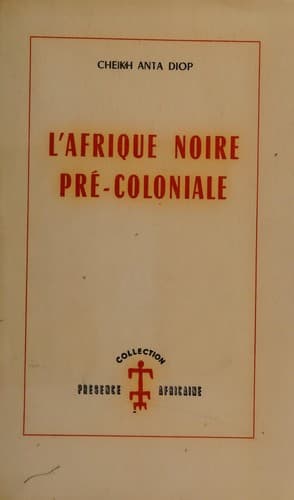 CHEIKH ANTA DIOP
L'AFRIQUE NOIRE
PRÉ-COLONIALE
COLLECTION
PRESENCE AFRICAINE